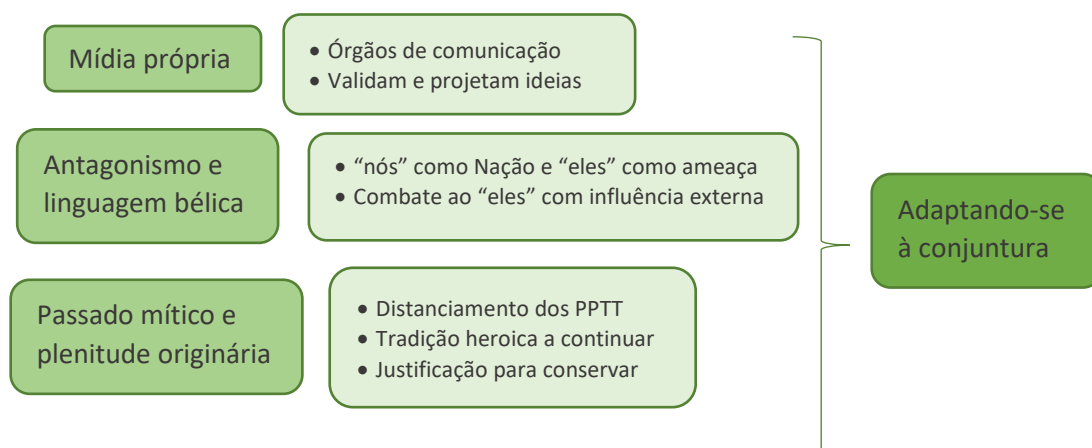 Mídia própria
• Órgãos de comunicação
• Validam e projetam ideias
Antagonismo e
linguagem bélica
• “nós” como Nação e “eles” como ameaça
• Combate ao “eles” com influência externa
Passado mítico e
plenitude originária
• Distanciamento dos PPTT
• Tradição heroica a continuar
• Justificação para conservar
Adaptando-se
à conjuntura